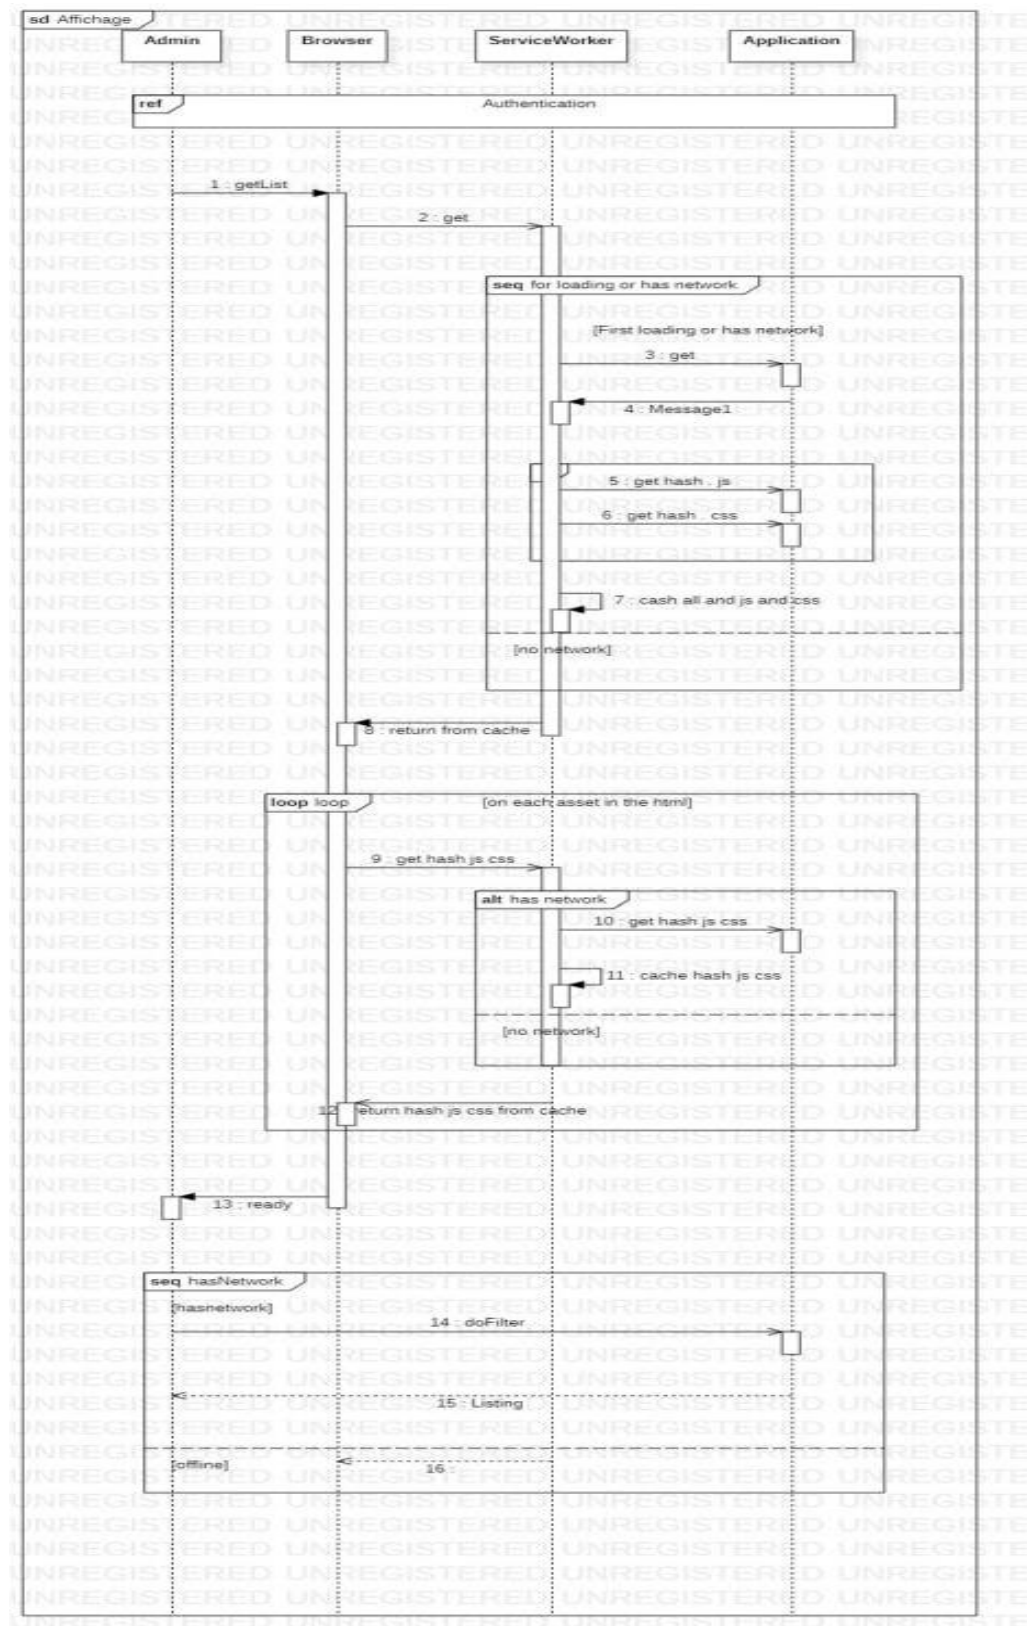 sd Affichage
Admin
Browser
ServiceWorker
Application
ref
Authentication
1 : getList
2 : get
seq for loading or has network
[First loading or has network]
3 : get
4 : Message1
5 : get hash . js
6 : get hash . css
7 : cash all and js and css
[no network]
8 : return from cache
loop loop
[on each asset in the html]
9 : get hash js css
alt has network
10 : get hash js css
11 : cache hash js css
[no network]
12 eturn hash js css from cache
13 : ready
seq hasNetwork
[hasnetwork]
14 : doFilter
15 : Listing
[offline]
16 :
UNREGISTERED